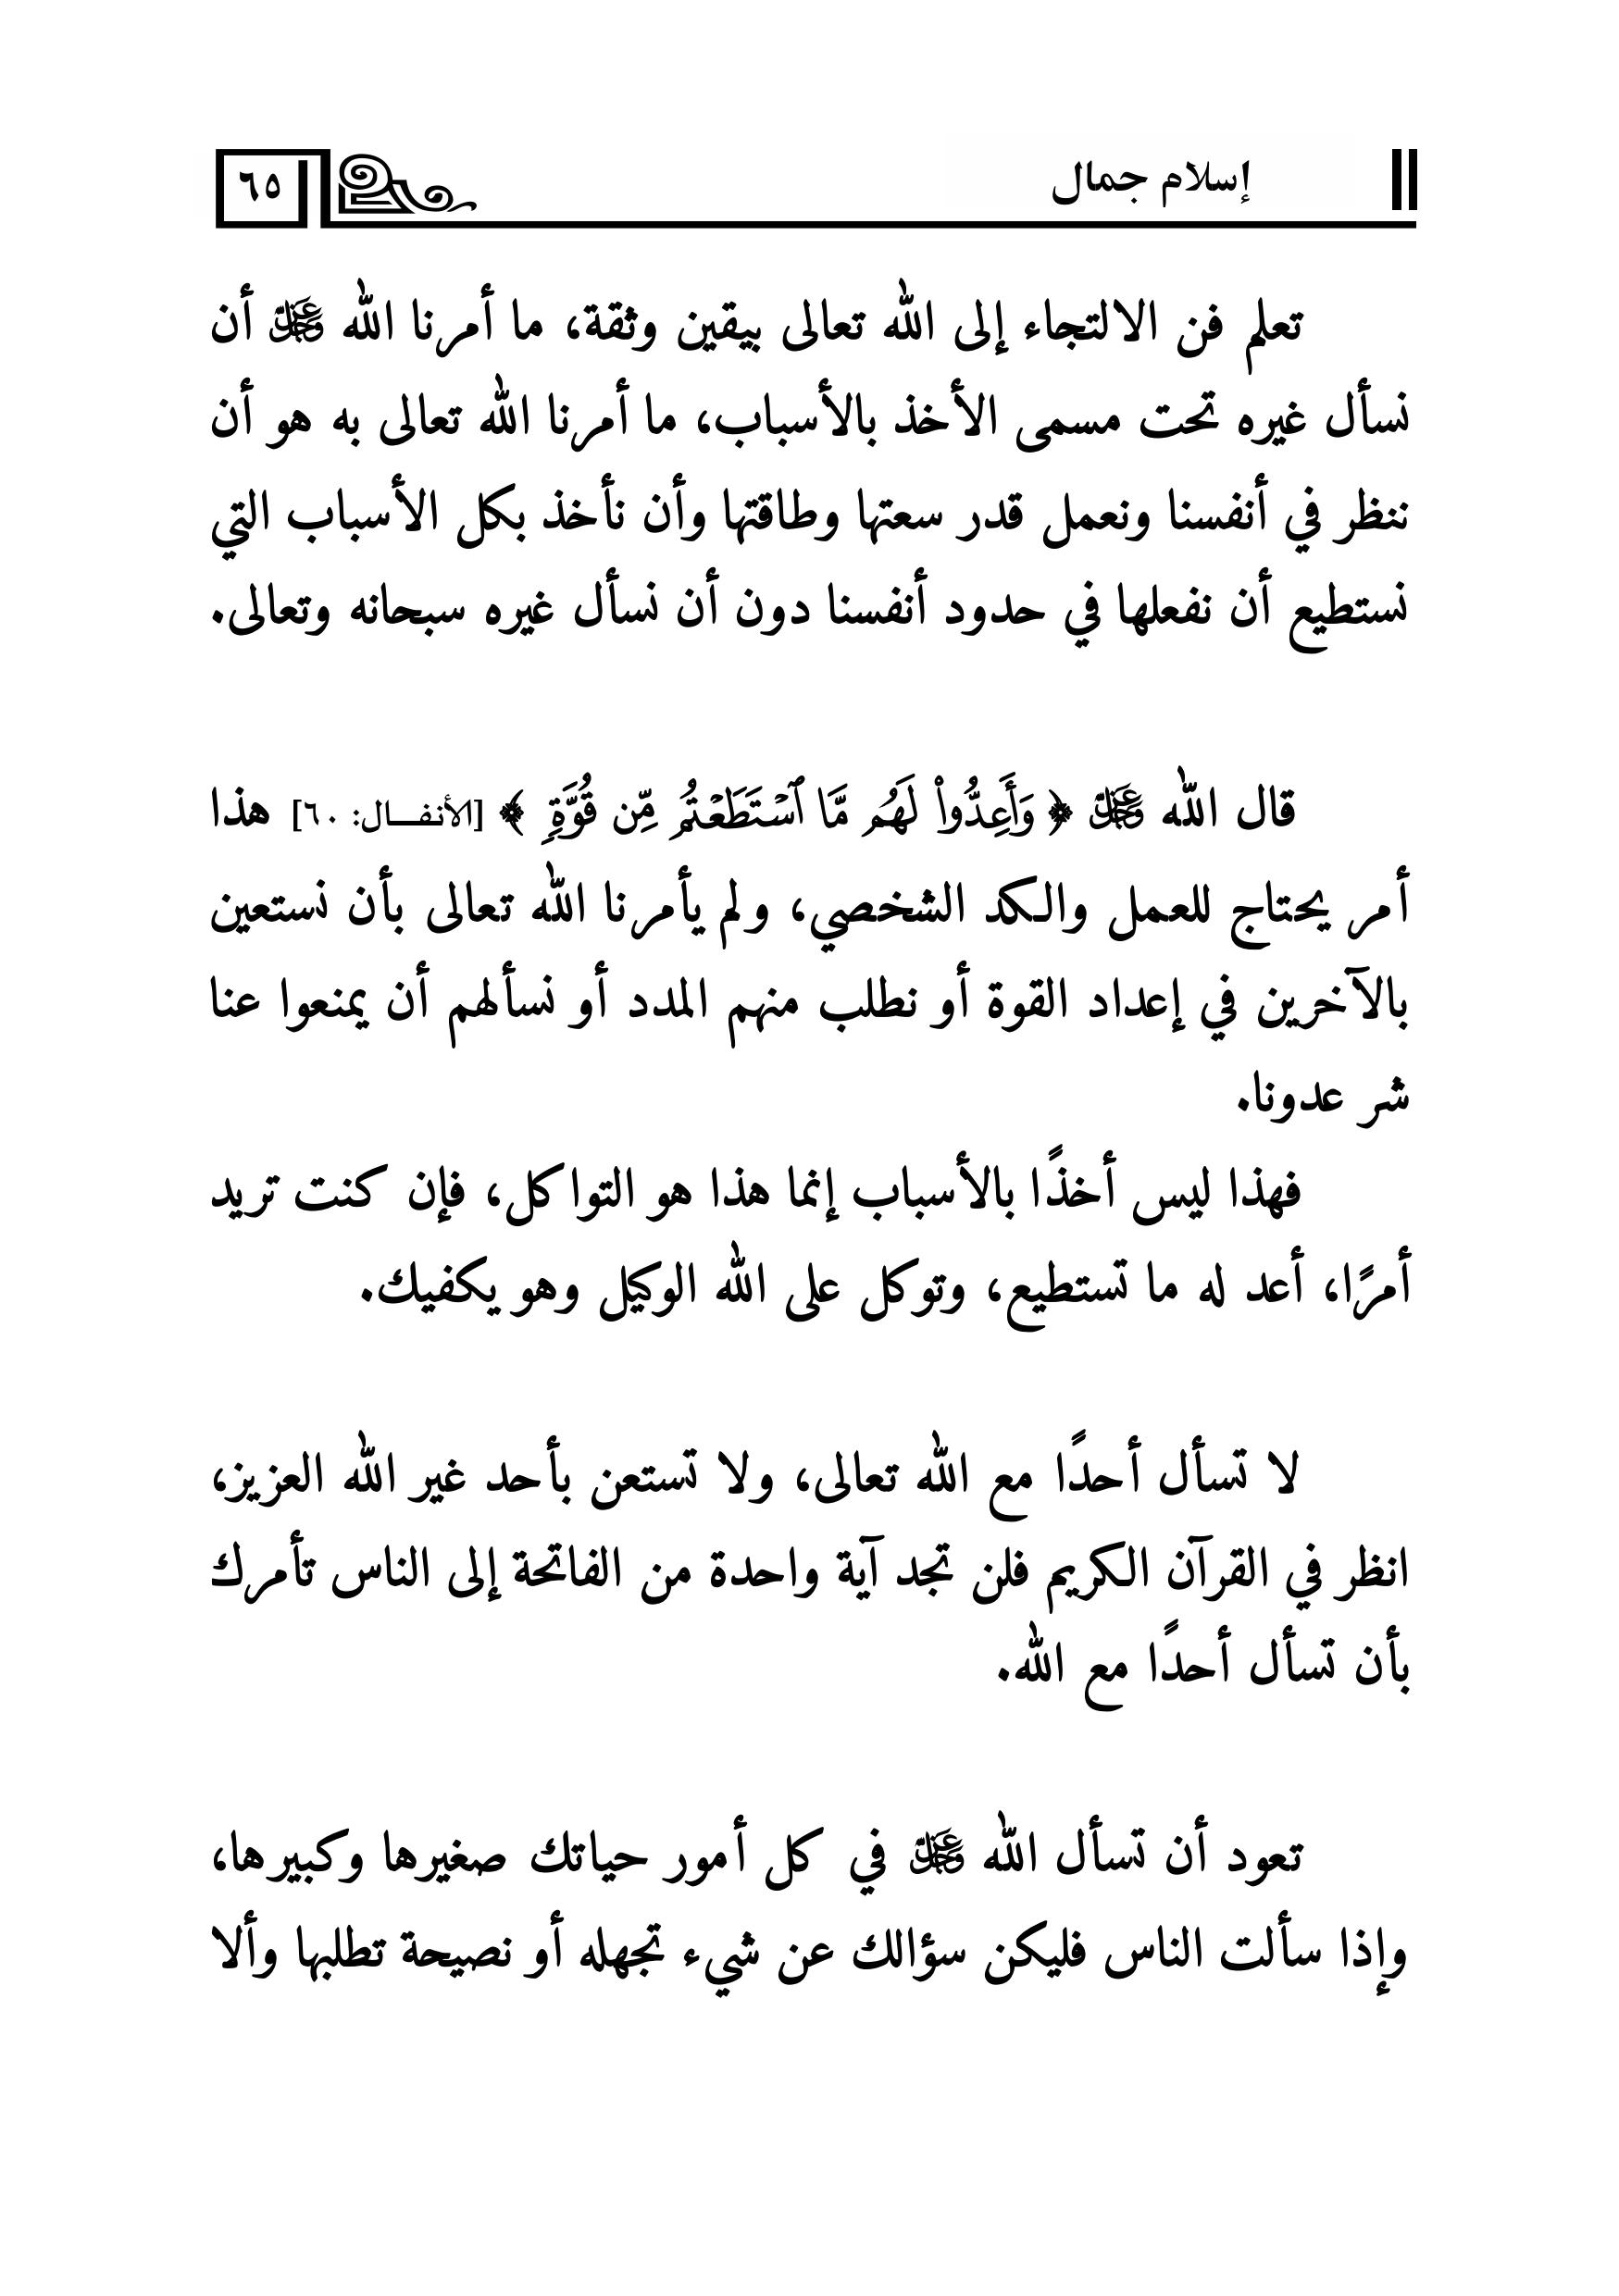 إسلام جمال
٦٥
تعلم فن الالتجاء إلى الله تعالى بيقين وثقة، ما أمرنا الله عَزَّوَجَلَّ أن
نسأل غيره تحت مسمى الأخذ بالأسباب، ما أمرنا الله تعالى به هو أن
ننظر في أنفسنا ونعمل قدر سعتها وطاقتها وأن نأخذ بكل الأسباب التي
نستطيع أن نفعلها في حدود أنفسنا دون أن نسأل غيره سبحانه وتعالى.
قال الله عَزَّوَجَلَّ ﴿ وَأَعِدُّوا۟ لَهُم مَّا ٱسْتَطَعْتُم مِّن قُوَّةٍ ﴾ [الأنفـــال: ٦٠] هذا
أمر يحتاج للعمل والكد الشخصي، ولم يأمرنا الله تعالى بأن نستعين
بالآخرين في إعداد القوة أو نطلب منهم المدد أو نسألهم أن يمنعوا عنا
شر عدونا.
فهذا ليس أخذًا بالأسباب إنما هذا هو التواكل، فإن كنت تريد
أمرًا، أعد له ما تستطيع، وتوكل على الله الوكيل وهو يكفيك.
لا تسأل أحدًا مع الله تعالى، ولا تستعن بأحد غير الله العزيز،
انظر في القرآن الكريم فلن تجد آية واحدة من الفاتحة إلى الناس تأمرك
بأن تسأل أحدًا مع الله.
تعود أن تسأل الله عَزَّوَجَلَّ في كل أمور حياتك صغيرها وكبيرها،
وإذا سألت الناس فليكن سؤالك عن شيء تجهله أو نصيحة تطلبها وألا